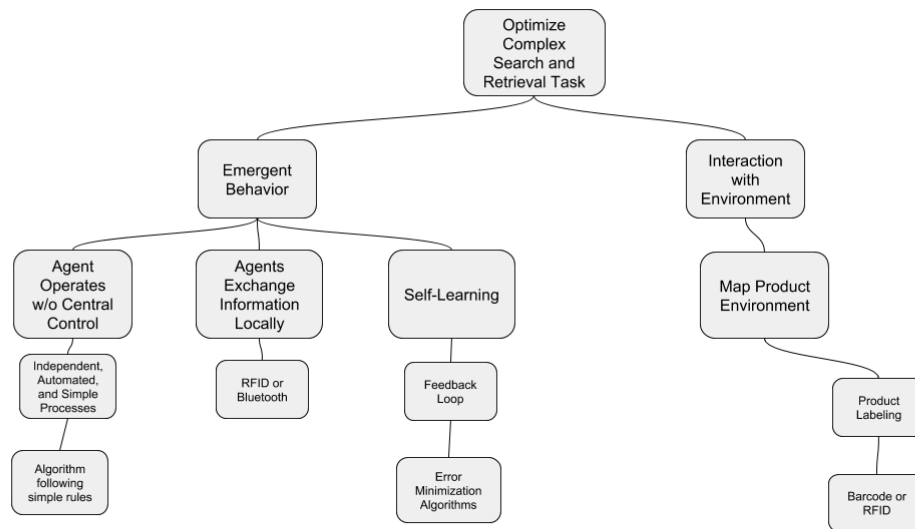 Optimize
Complex
Search and
Retrieval Task
Emergent
Behavior
Interaction
with
Environment
Agent
Operates
w/o Central
Control
Agents
Exchange
Information
Locally
Self-Learning
Map Product
Environment
Independent,
Automated,
and Simple
Processes
RFID or
Bluetooth
Feedback
Loop
Product
Labeling
Algorithm
following
simple rules
Error
Minimization
Algorithms
Barcode or
RFID